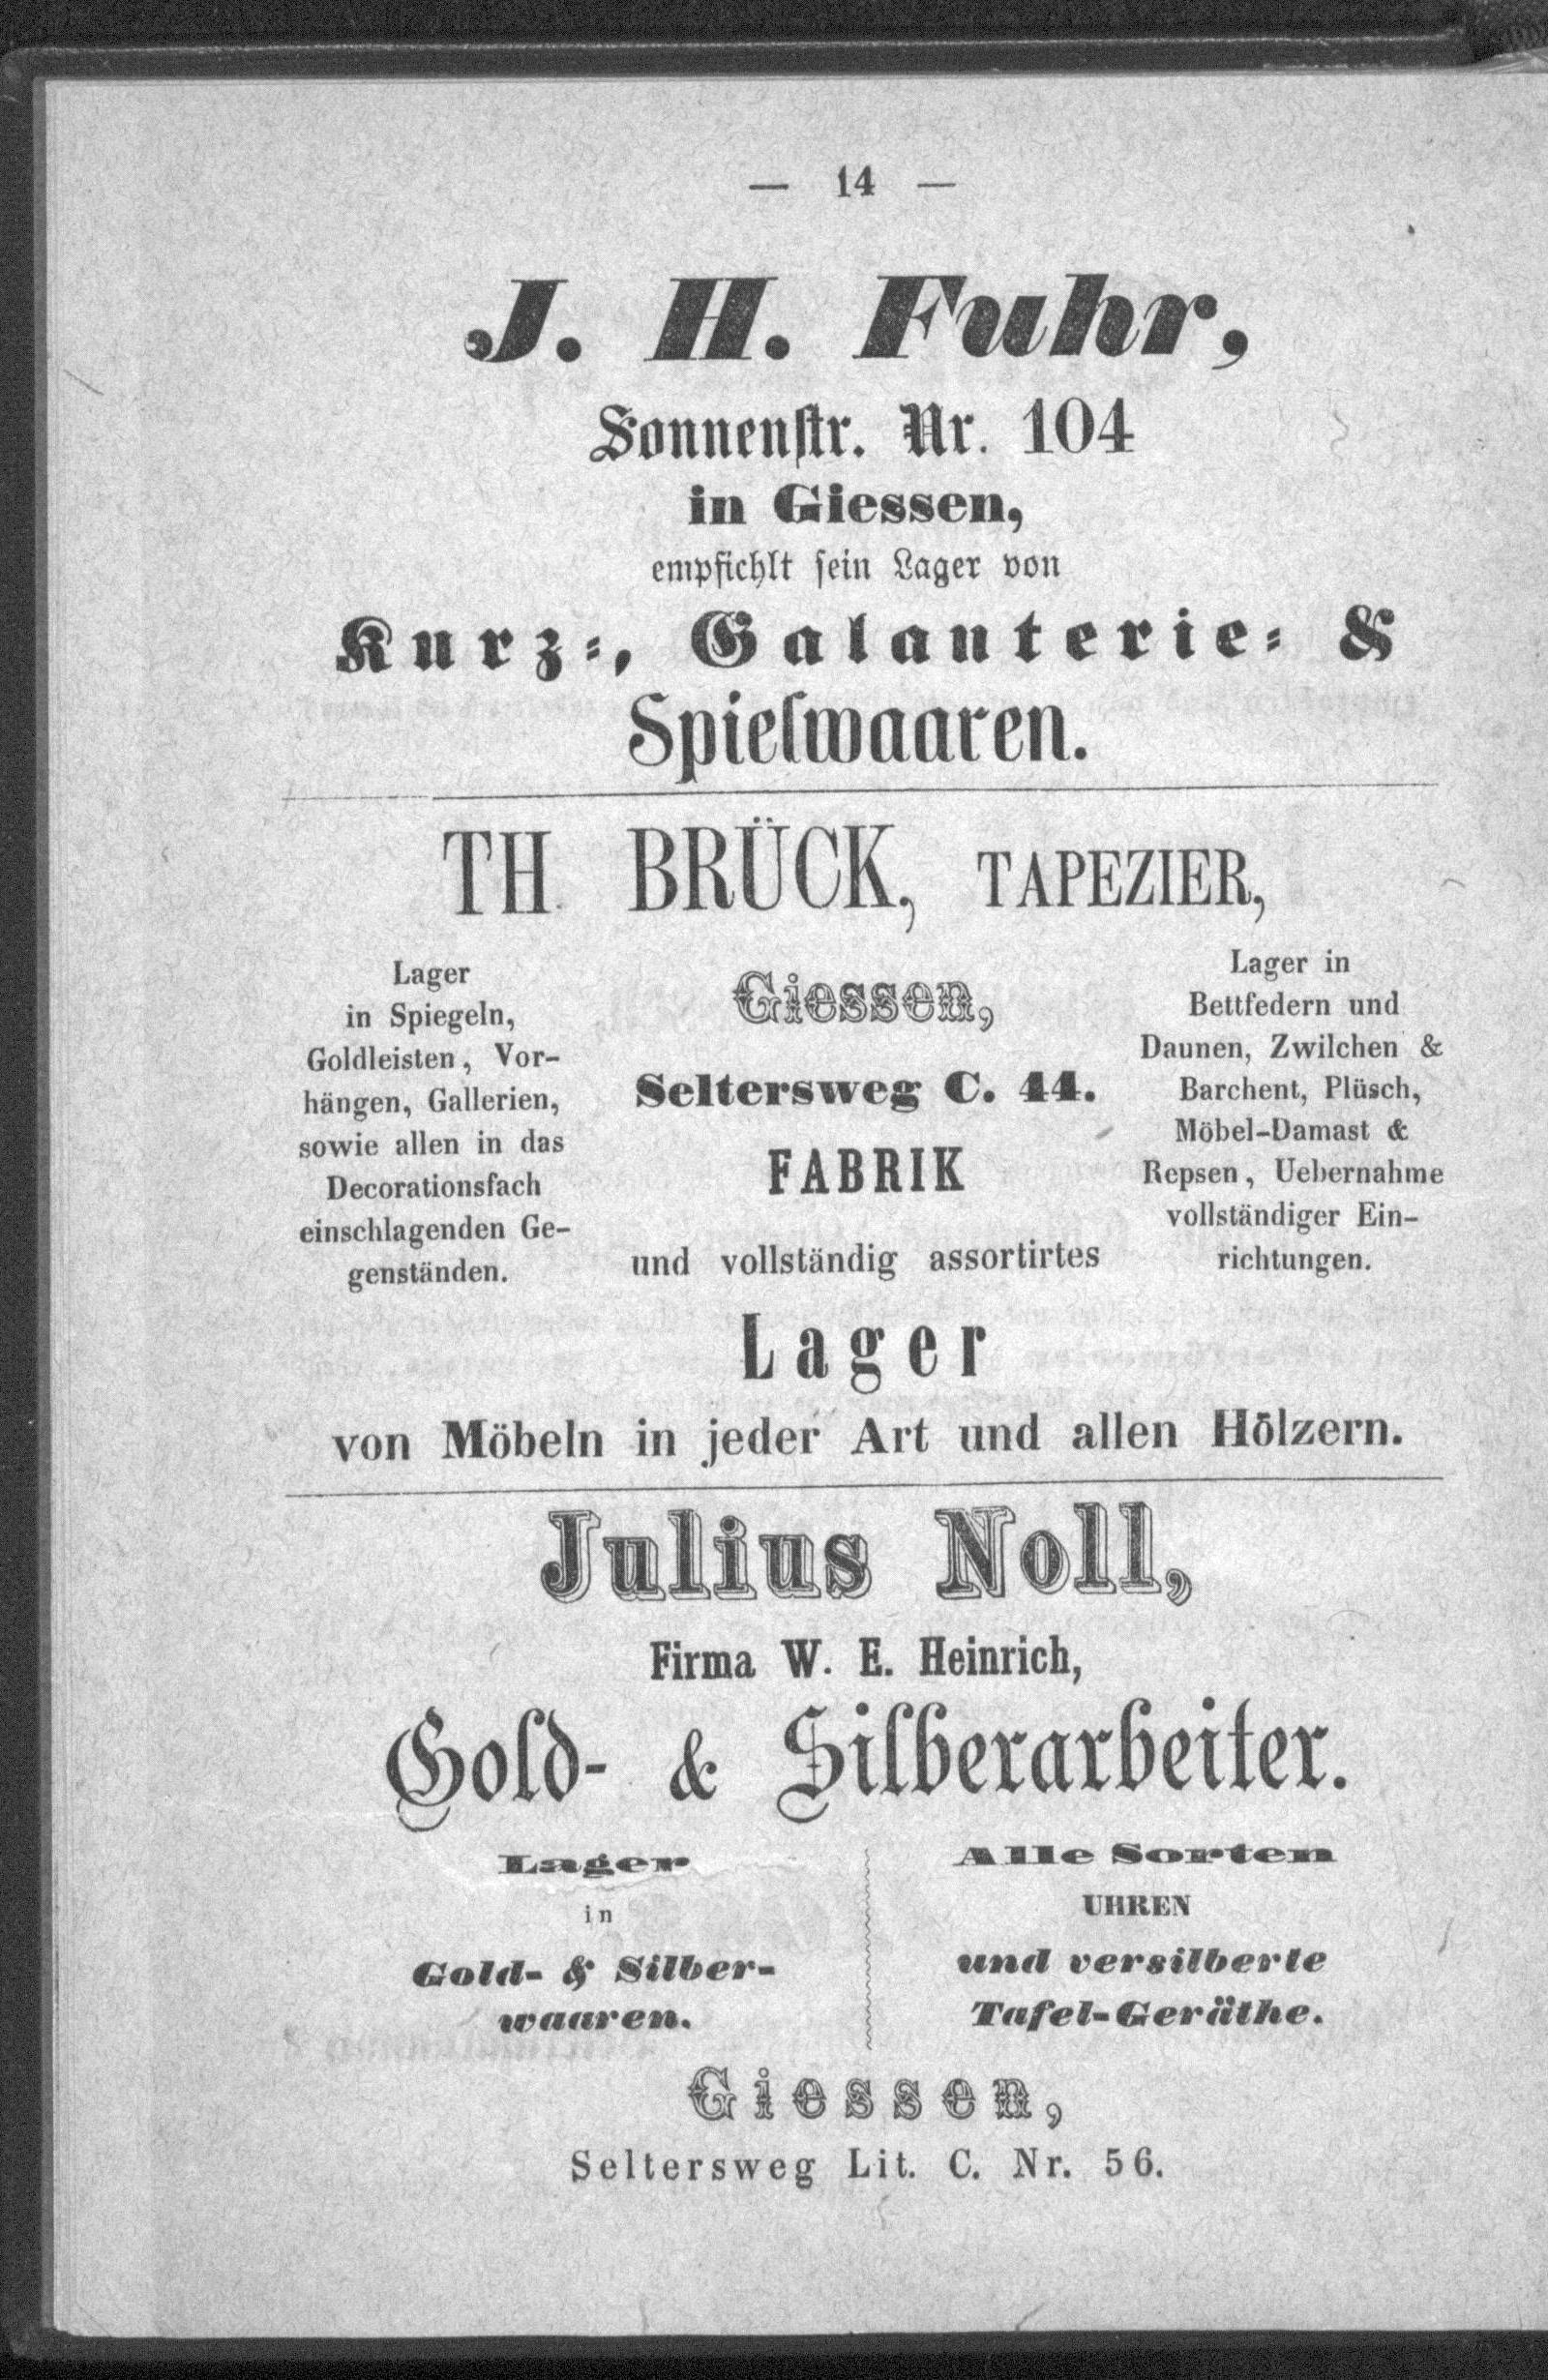 — 14 —
J. H. Fuhr,
Sonnenstr. Nr. 104
in Giessen,
empfichlt sein Lager von
Kurz-, Galanterie- &
Spielwaaren.
TH. BRÜCK, TAPEZIER,
Lager
in Spiegeln,
Goldleisten, Vor-
hängen, Gallerien,
sowie allen in das
Decorationsfach
einschlagenden Ge-
genständen.
Giessen,
Seltersweg C. 44.
FABRIK
und vollständig assortirtes
Lager
Lager in
Bettfedern und
Daunen, Zwilchen &
Barchent, Plüsch,
Möbel-Damast &
Repsen, Uebernahme
vollständiger Ein-
richtungen.
von Möbeln in jeder Art und allen Hölzern.
Julius Noll,
Firma W. E. Heinrich,
Gold- & Silberarbeiter.
Lager
in
Gold- & Silber-
waaren.
Alle Sorten
UHREN
und versilberte
Tafel-Geräthe.
Giessen,
Seltersweg Lit. C. Nr. 56.